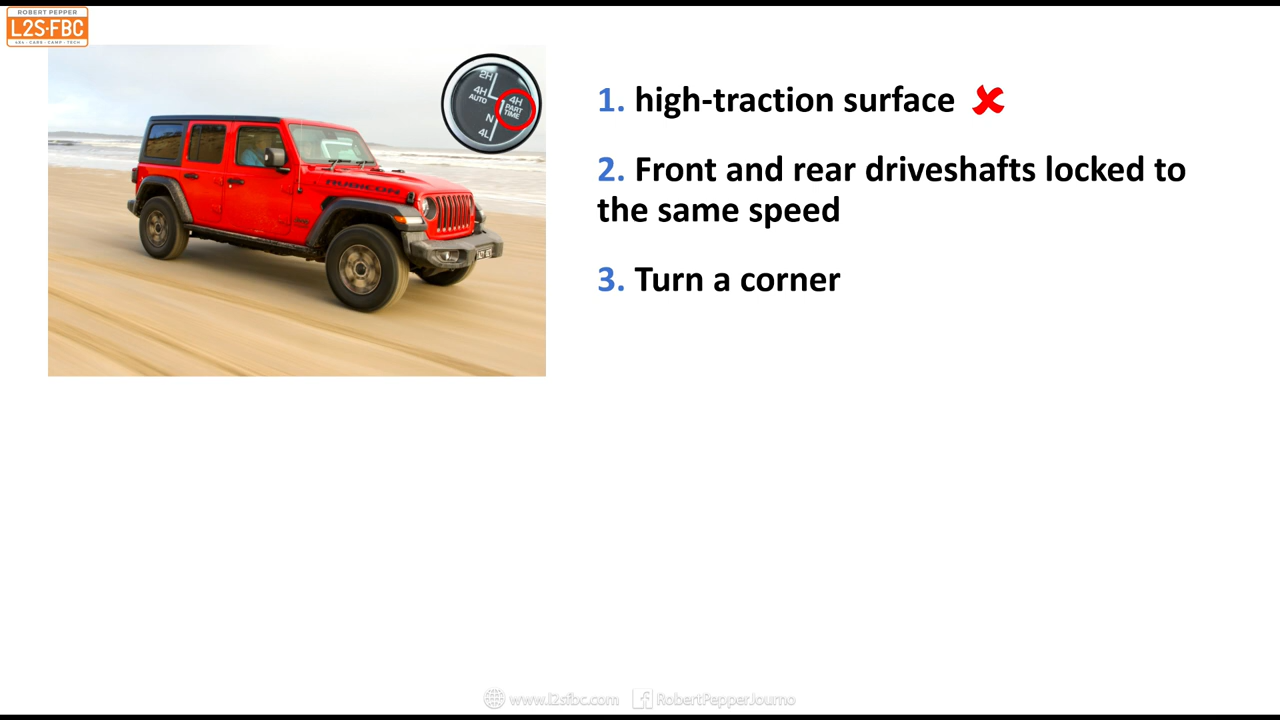 ROBERT PEPPER
L2S·FBC
4X4 · CARS · CAMP · TECH
2H
4H
AUTO
4H
PART
TIME
N
4L
RUBICON
1. high-traction surface ✘
2. Front and rear driveshafts locked to
the same speed
3. Turn a corner
www.l2sfbc.com
RobertPepperJourno